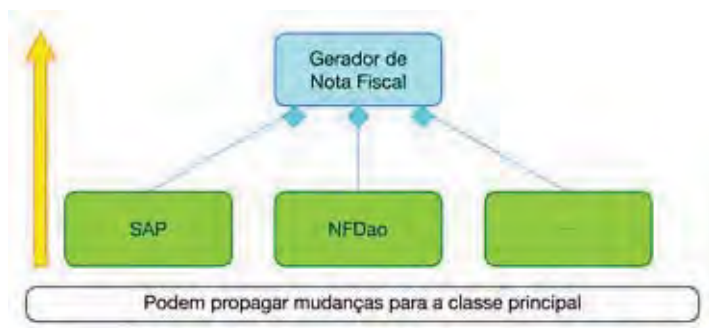 Gerador de
Nota Fiscal
SAP
NFDao
...
Podem propagar mudanças para a classe principal